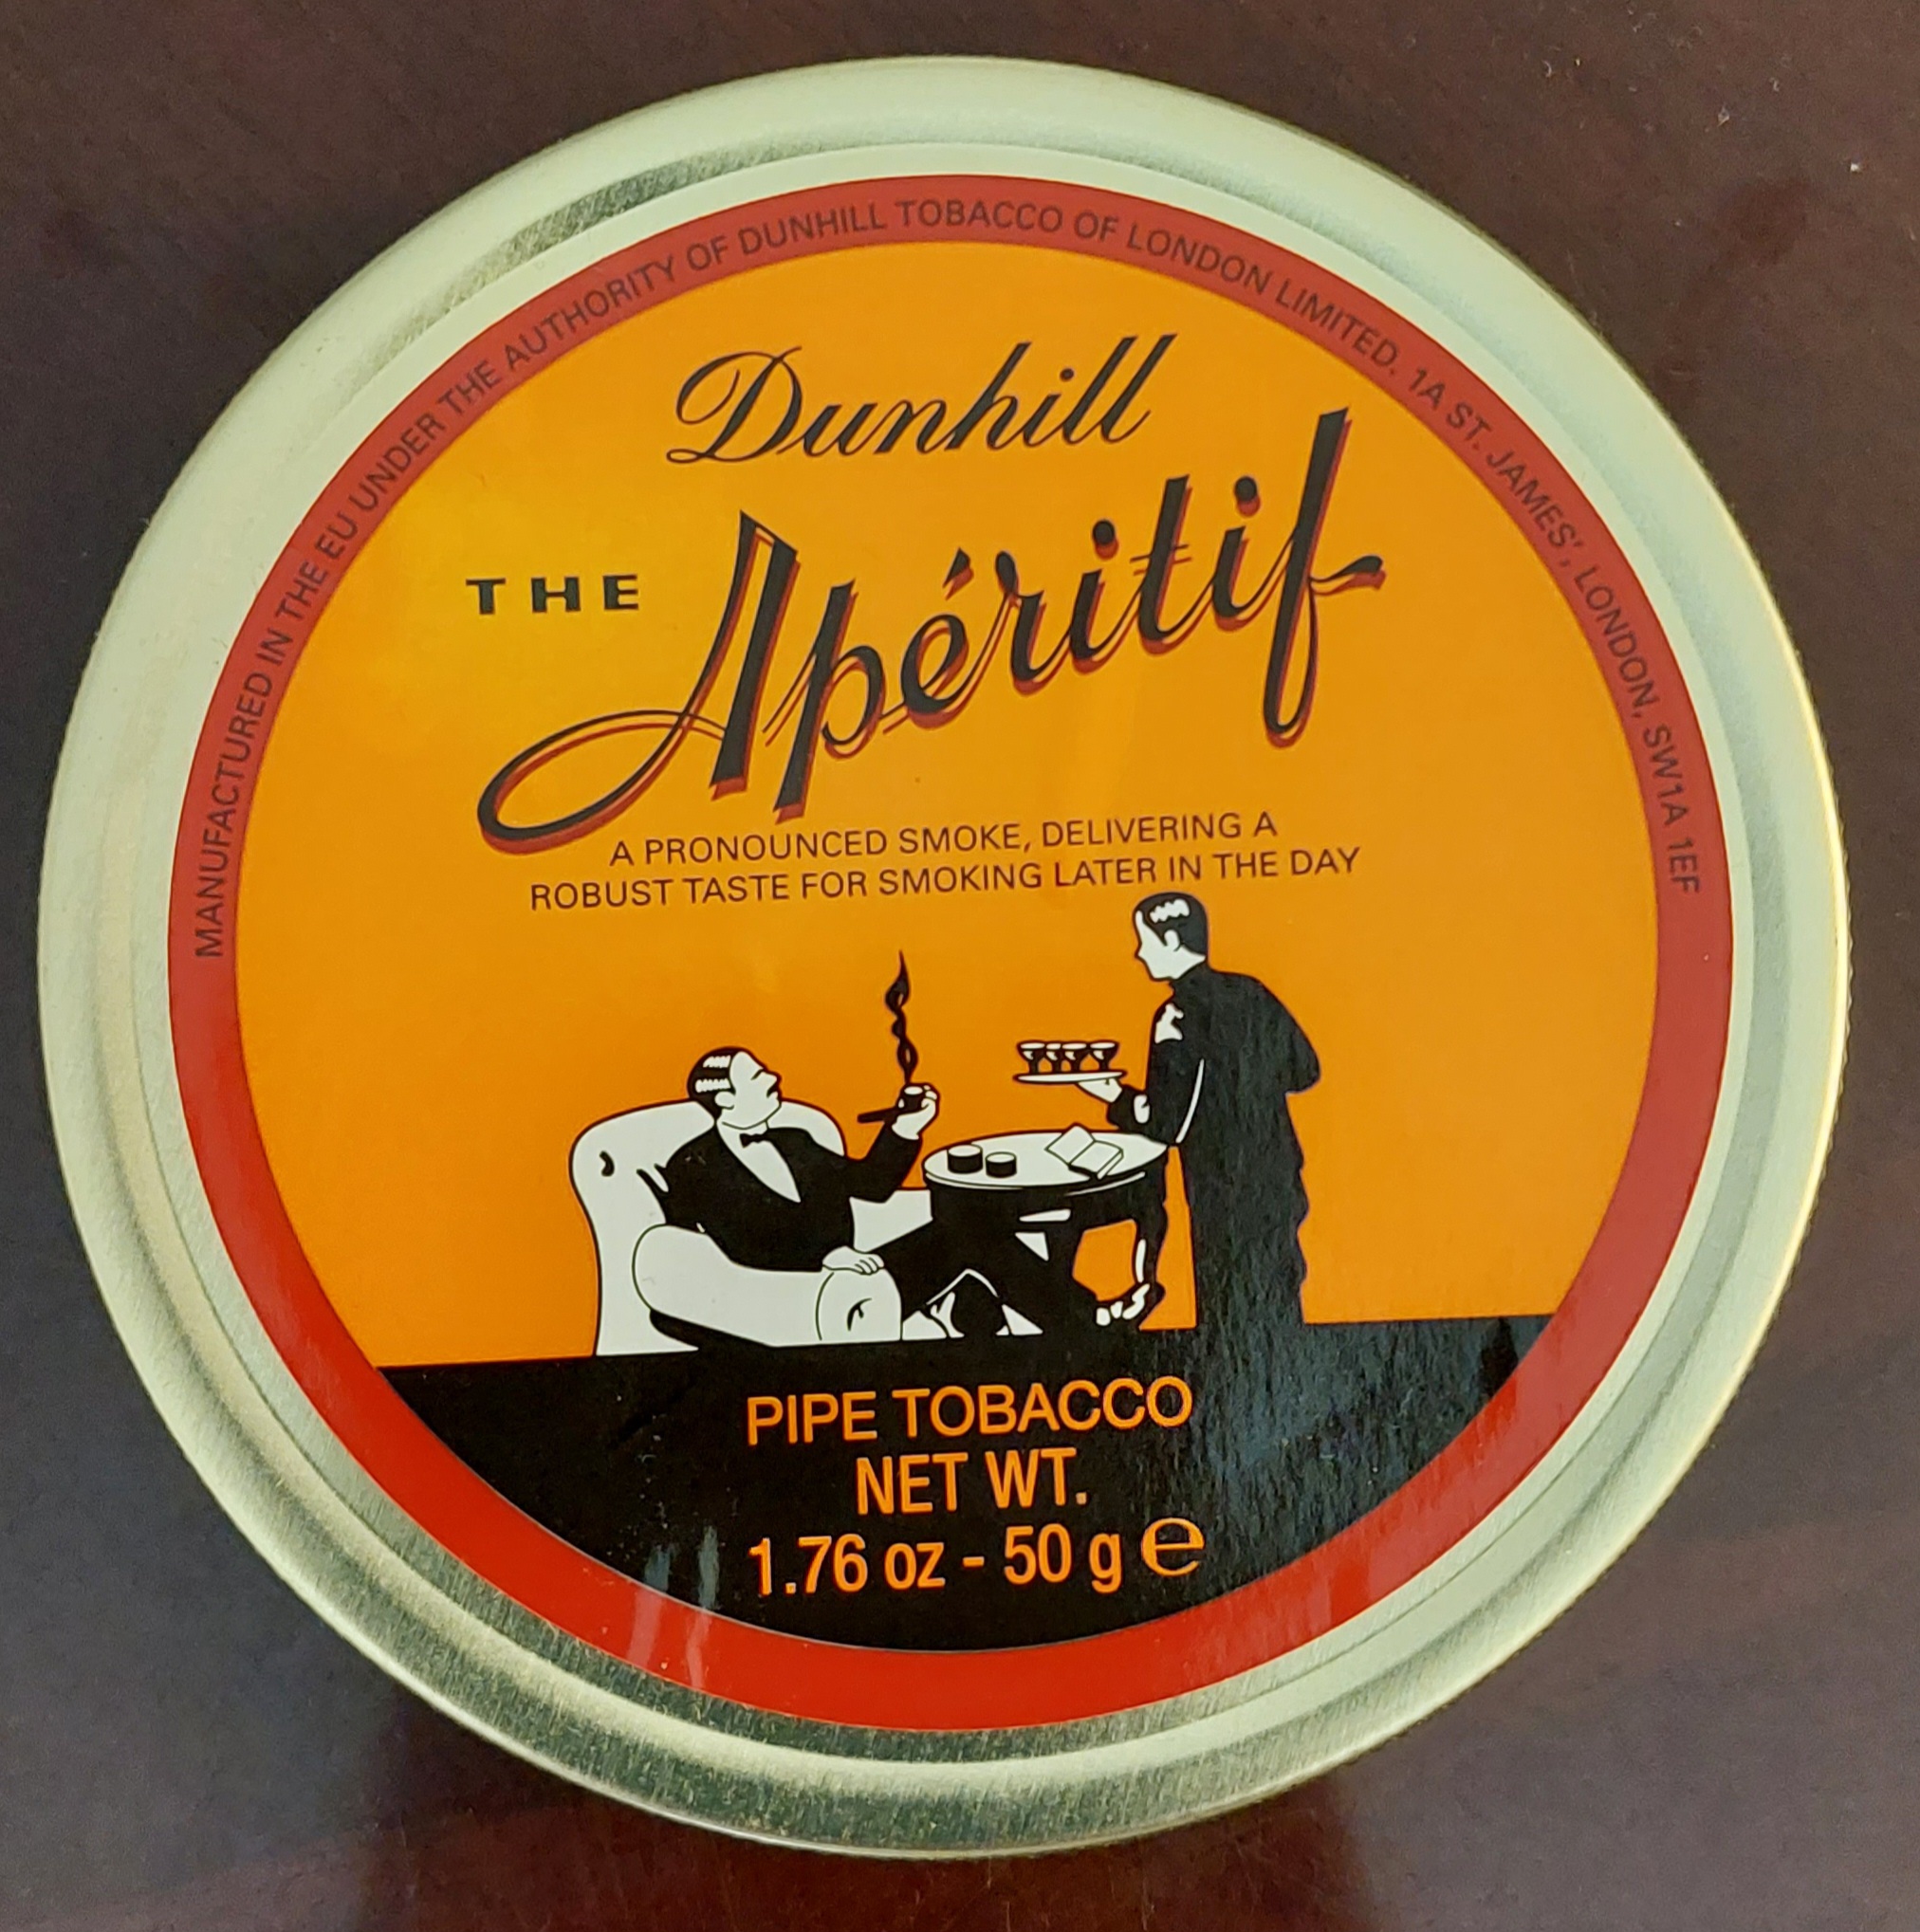 MANUFACTURED IN THE EU UNDER THE AUTHORITY OF DUNHILL TOBACCO OF LONDON LIMITED. 1A ST. JAMES', LONDON, SW1A 1EF
Dunhill
THE Apéritif
A PRONOUNCED SMOKE, DELIVERING A
ROBUST TASTE FOR SMOKING LATER IN THE DAY
PIPE TOBACCO
NET WT.
1.76 oz - 50 g ℮